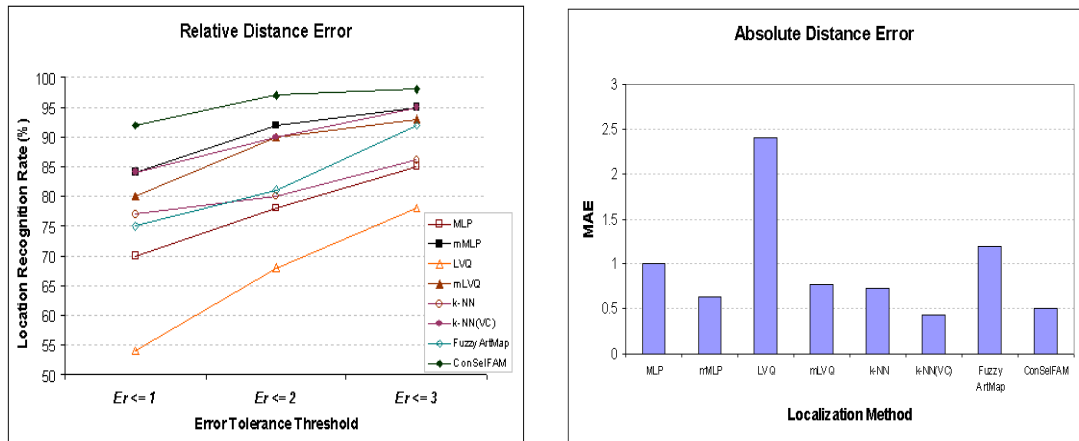 Relative Distance Error
Location Recognition Rate (%)
100
95
90
85
80
75
70
65
60
55
50
MLP
mMLP
LVQ
mLVQ
k-NN
k-NN(VC)
Fuzzy ArtMap
ConSelFAM
Er <= 1
Er <= 2
Er <= 3
Error Tolerance Threshold
Absolute Distance Error
MAE
3
2.5
2
1.5
1
0.5
0
MLP
mMLP
LVQ
mLVQ
k-NN
k-NN(VC)
Fuzzy
ArtMap
ConSelFAM
Localization Method